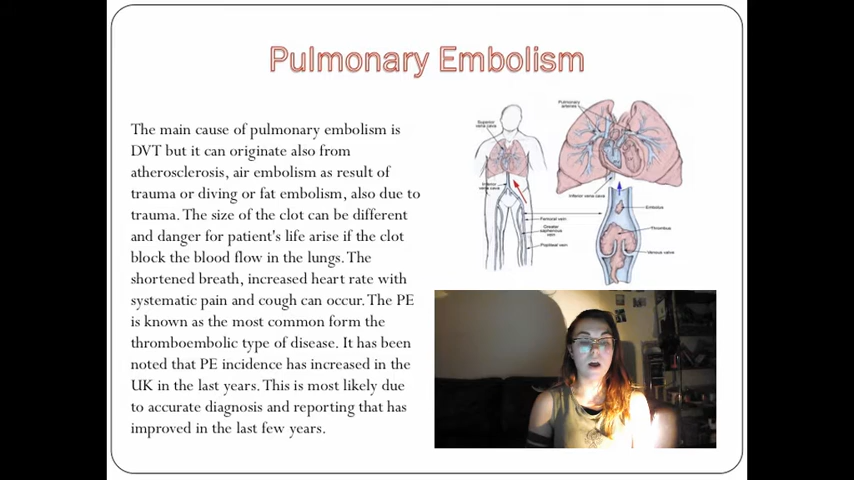 Pulmonary Embolism
The main cause of pulmonary embolism is
DVT but it can originate also from
atherosclerosis, air embolism as result of
trauma or diving or fat embolism, also due to
trauma. The size of the clot can be different
and danger for patient's life arise if the clot
block the blood flow in the lungs. The
shortened breath, increased heart rate with
systematic pain and cough can occur. The PE
is known as the most common form the
thromboembolic type of disease. It has been
noted that PE incidence has increased in the
UK in the last years. This is most likely due
to accurate diagnosis and reporting that has
improved in the last few years.
Superior
vena cava
Inferior
vena cava
Femoral vein
Greater
saphenous
vein
Popliteal vein
Pulmonary
arteries
Inferior vena cava
Embolus
Thrombus
Venous valve